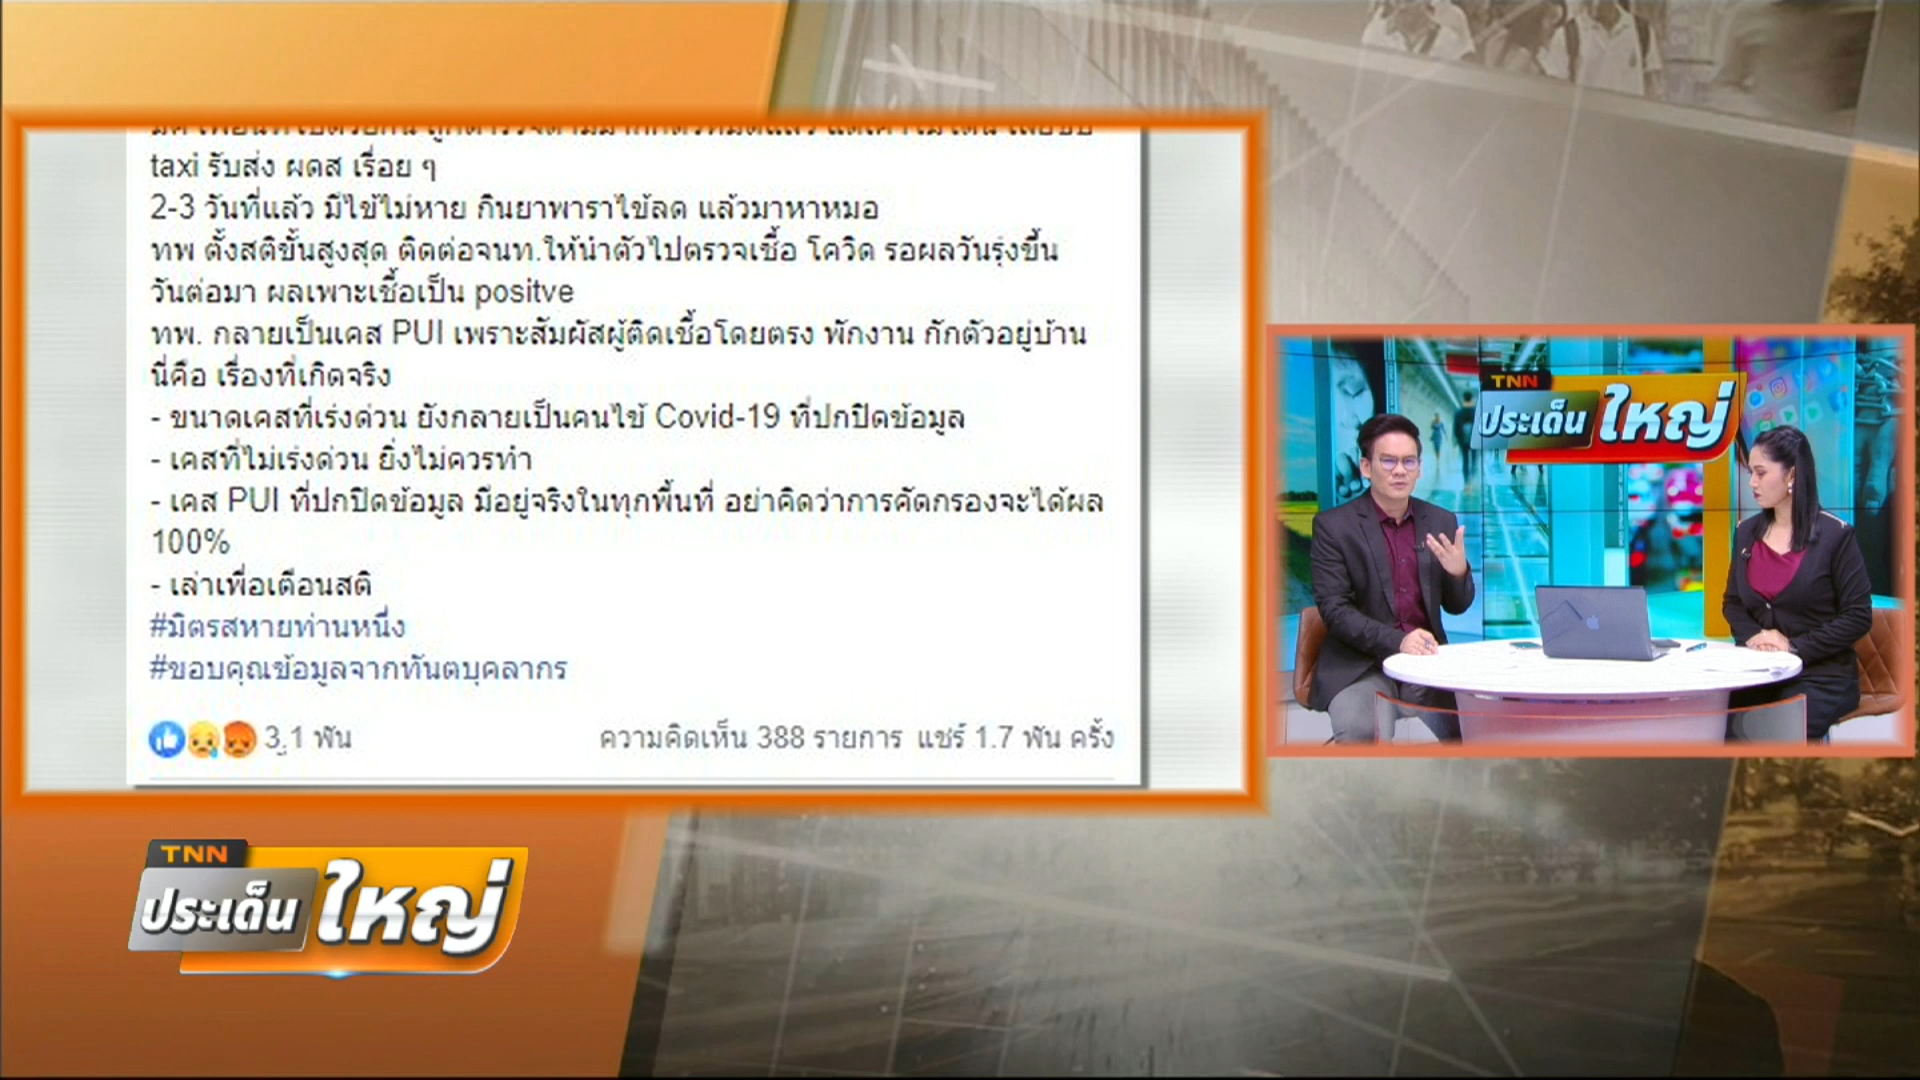 taxi รับส่ง ผดส เรื่อย ๆ
2-3 วันที่แล้ว มีไข้ไม่หาย กินยาพาราไข้ลด แล้วมาหาหมอ
ทพ ตั้งสติขั้นสูงสุด ติดต่อจนท.ให้นำตัวไปตรวจเชื้อ โควิด รอผลวันรุ่งขึ้น
วันต่อมา ผลเพาะเชื้อเป็น positve
ทพ. กลายเป็นเคส PUI เพราะสัมผัสผู้ติดเชื้อโดยตรง พักงาน กักตัวอยู่บ้าน
นี่คือ เรื่องที่เกิดจริง
- ขนาดเคสที่เร่งด่วน ยังกลายเป็นคนไข้ Covid-19 ที่ปกปิดข้อมูล
- เคสที่ไม่เร่งด่วน ยิ่งไม่ควรทำ
- เคส PUI ที่ปกปิดข้อมูล มีอยู่จริงในทุกพื้นที่ อย่าคิดว่าการคัดกรองจะได้ผล
100%
- เล่าเพื่อเตือนสติ
#มิตรสหายท่านหนึ่ง
#ขอบคุณข้อมูลจากทันตบุคลากร
3.1 พัน ความคิดเห็น 388 รายการ แชร์ 1.7 พัน ครั้ง
TNN
ประเด็น ใหญ่
TNN
ประเด็น ใหญ่